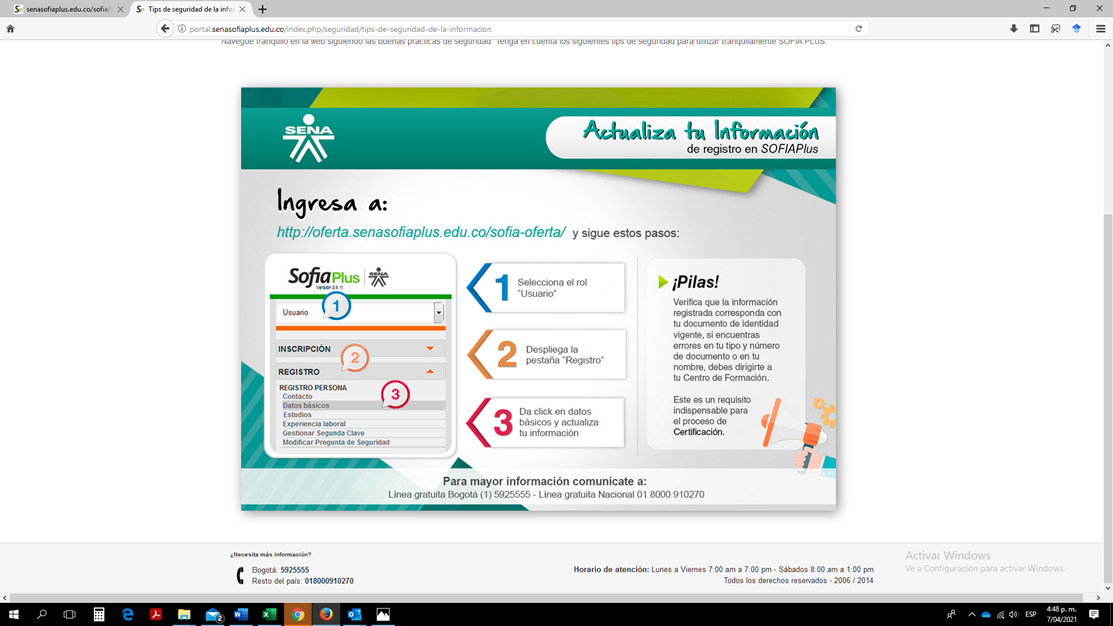 senasofiaplus.edu.co/sofia/
Tips de seguridad de la infor
portal.senasofiaplus.edu.co/index.php/seguridad/tips-de-seguridad-de-la-informacion
Navegue tranquilo en la web siguiendo las buenas prácticas de seguridad. Tenga en cuenta los siguientes tips de seguridad para utilizar tranquilamente SOFIA PLUS.
SENA
Actualiza tu Información
de registro en SOFIAPlus
Ingresa a:
http://oferta.senasofiaplus.edu.co/sofia-oferta/ y sigue estos pasos:
SofiaPlus
Usuario
1
INSCRIPCIÓN
2
REGISTRO
REGISTRO PERSONA
3
Contacto
Datos básicos
Estudios
Experiencia laboral
Gestionar Segunda Clave
Modificar Pregunta de Seguridad
1 Selecciona el rol
"Usuario"
2 Despliega la
pestaña "Registro"
3 Da click en datos
básicos y actualiza
tu información
¡Pilas!
Verifica que la información
registrada corresponda con
tu documento de identidad
vigente, si encuentras
errores en tu tipo y número
de documento o en tu
nombre, debes dirigirte a
tu Centro de Formación.
Este es un requisito
indispensable para
el proceso de
Certificación.
Para mayor información comunícate a:
Línea gratuita Bogotá (1) 5925555 - Línea gratuita Nacional 01 8000 910270
¿Necesita más información?
Bogotá: 5925555
Resto del país: 018000910270
Horario de atención: Lunes a Viernes 7:00 am a 7:00 pm - Sábados 8:00 am a 1:00 pm
Todos los derechos reservados - 2006 / 2014
Activar Windows
Ve a Configuración para activar Windows.
ESP
4:48 p. m.
7/04/2021